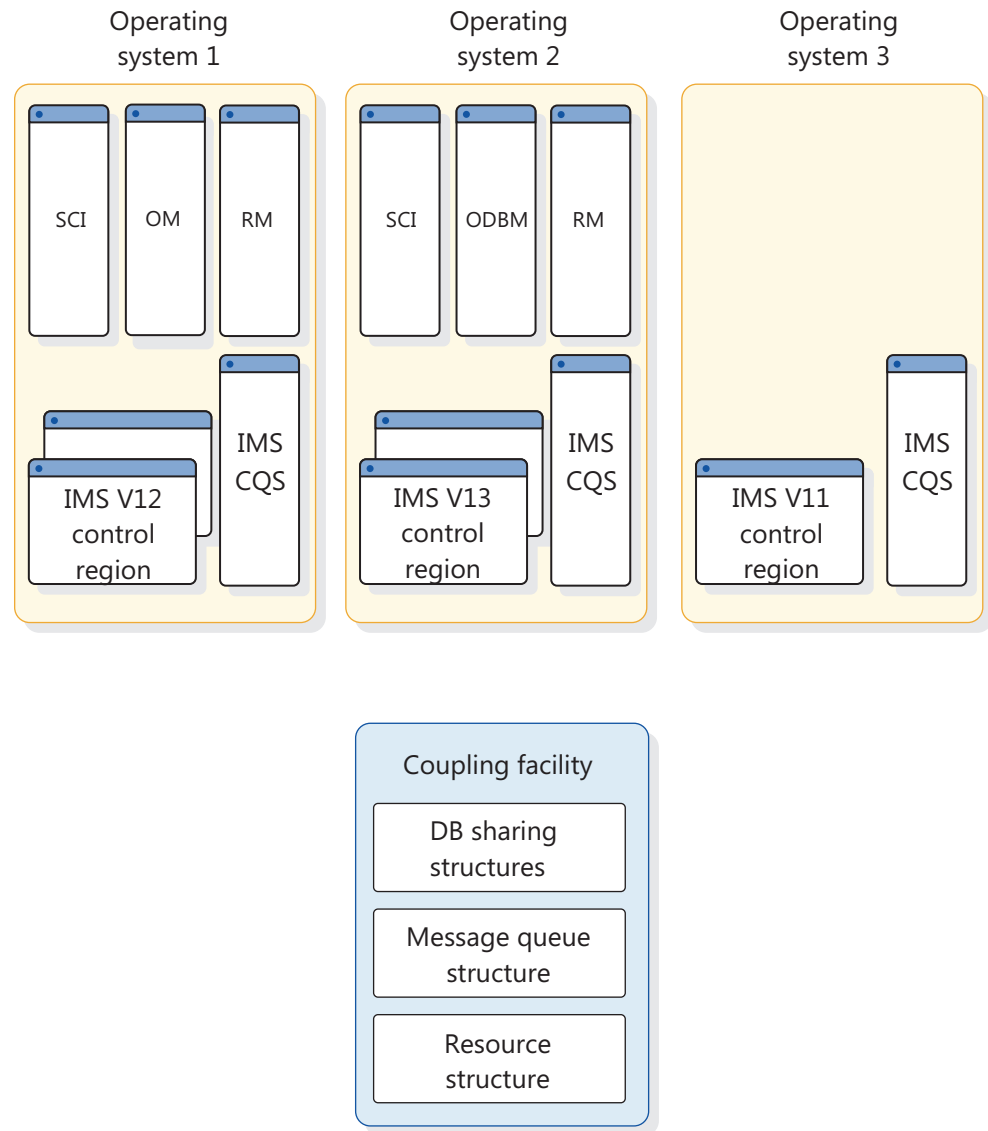 Operating
system 1
Operating
system 2
Operating
system 3
SCI
OM
RM
SCI
ODBM
RM
IMS
CQS
IMS V12
control
region
IMS
CQS
IMS V13
control
region
IMS
CQS
IMS V11
control
region
Coupling facility
DB sharing
structures
Message queue
structure
Resource
structure